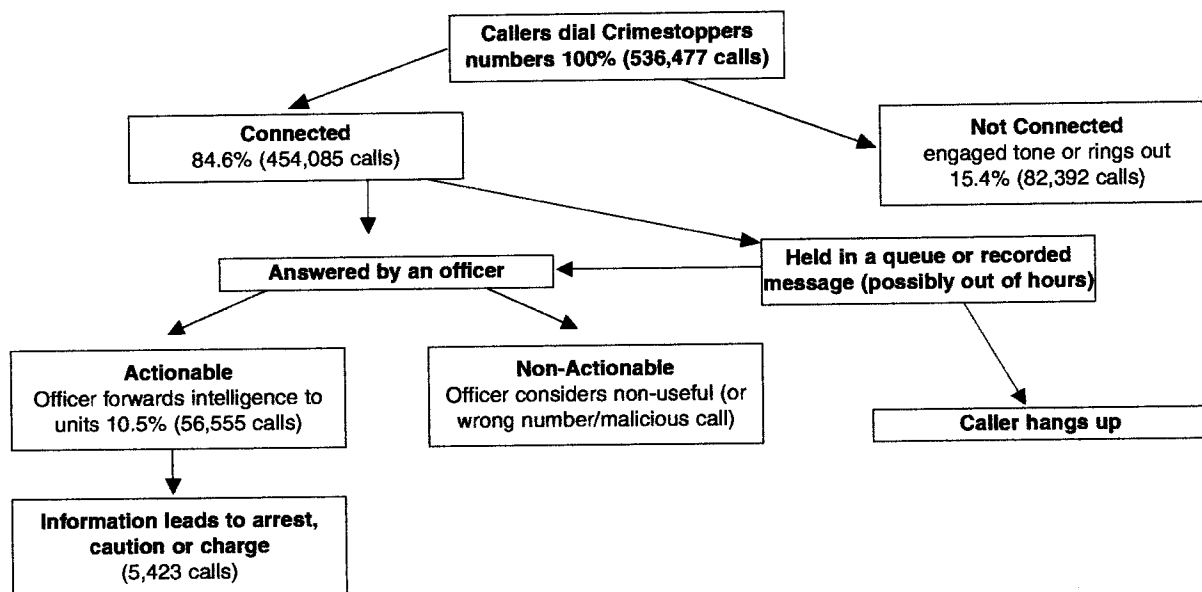 Callers dial Crimestoppers
numbers 100% (536,477 calls)
Connected
84.6% (454,085 calls)
Not Connected
engaged tone or rings out
15.4% (82,392 calls)
Answered by an officer
Held in a queue or recorded
message (possibly out of hours)
Actionable
Officer forwards intelligence to
units 10.5% (56,555 calls)
Non-Actionable
Officer considers non-useful (or
wrong number/malicious call)
Caller hangs up
Information leads to arrest,
caution or charge
(5,423 calls)